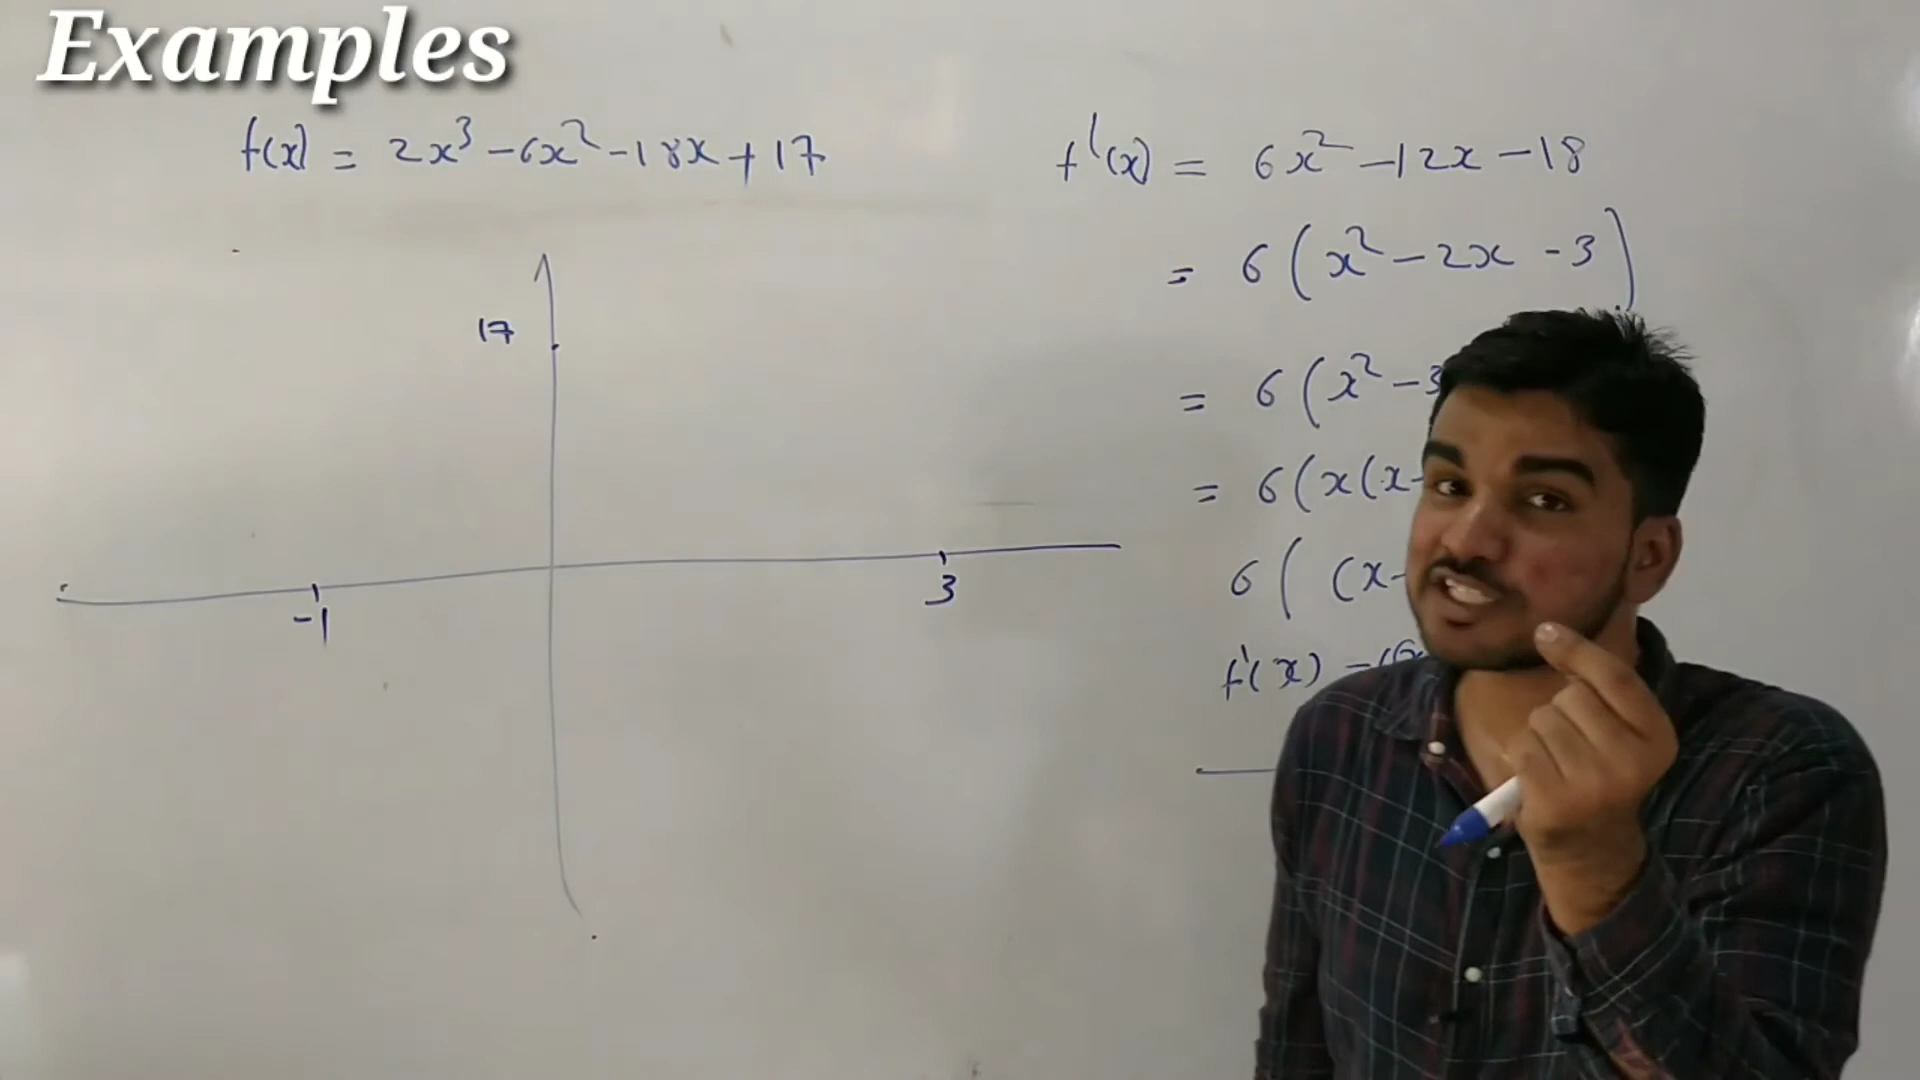 Examples
f(x) = 2x³ - 6x² - 18x + 17
17
-1
3
f'(x) = 6x² - 12x - 18
= 6(x² - 2x - 3)
= 6(x² - 3
= 6(x(x-
6( (x-
f'(x) =